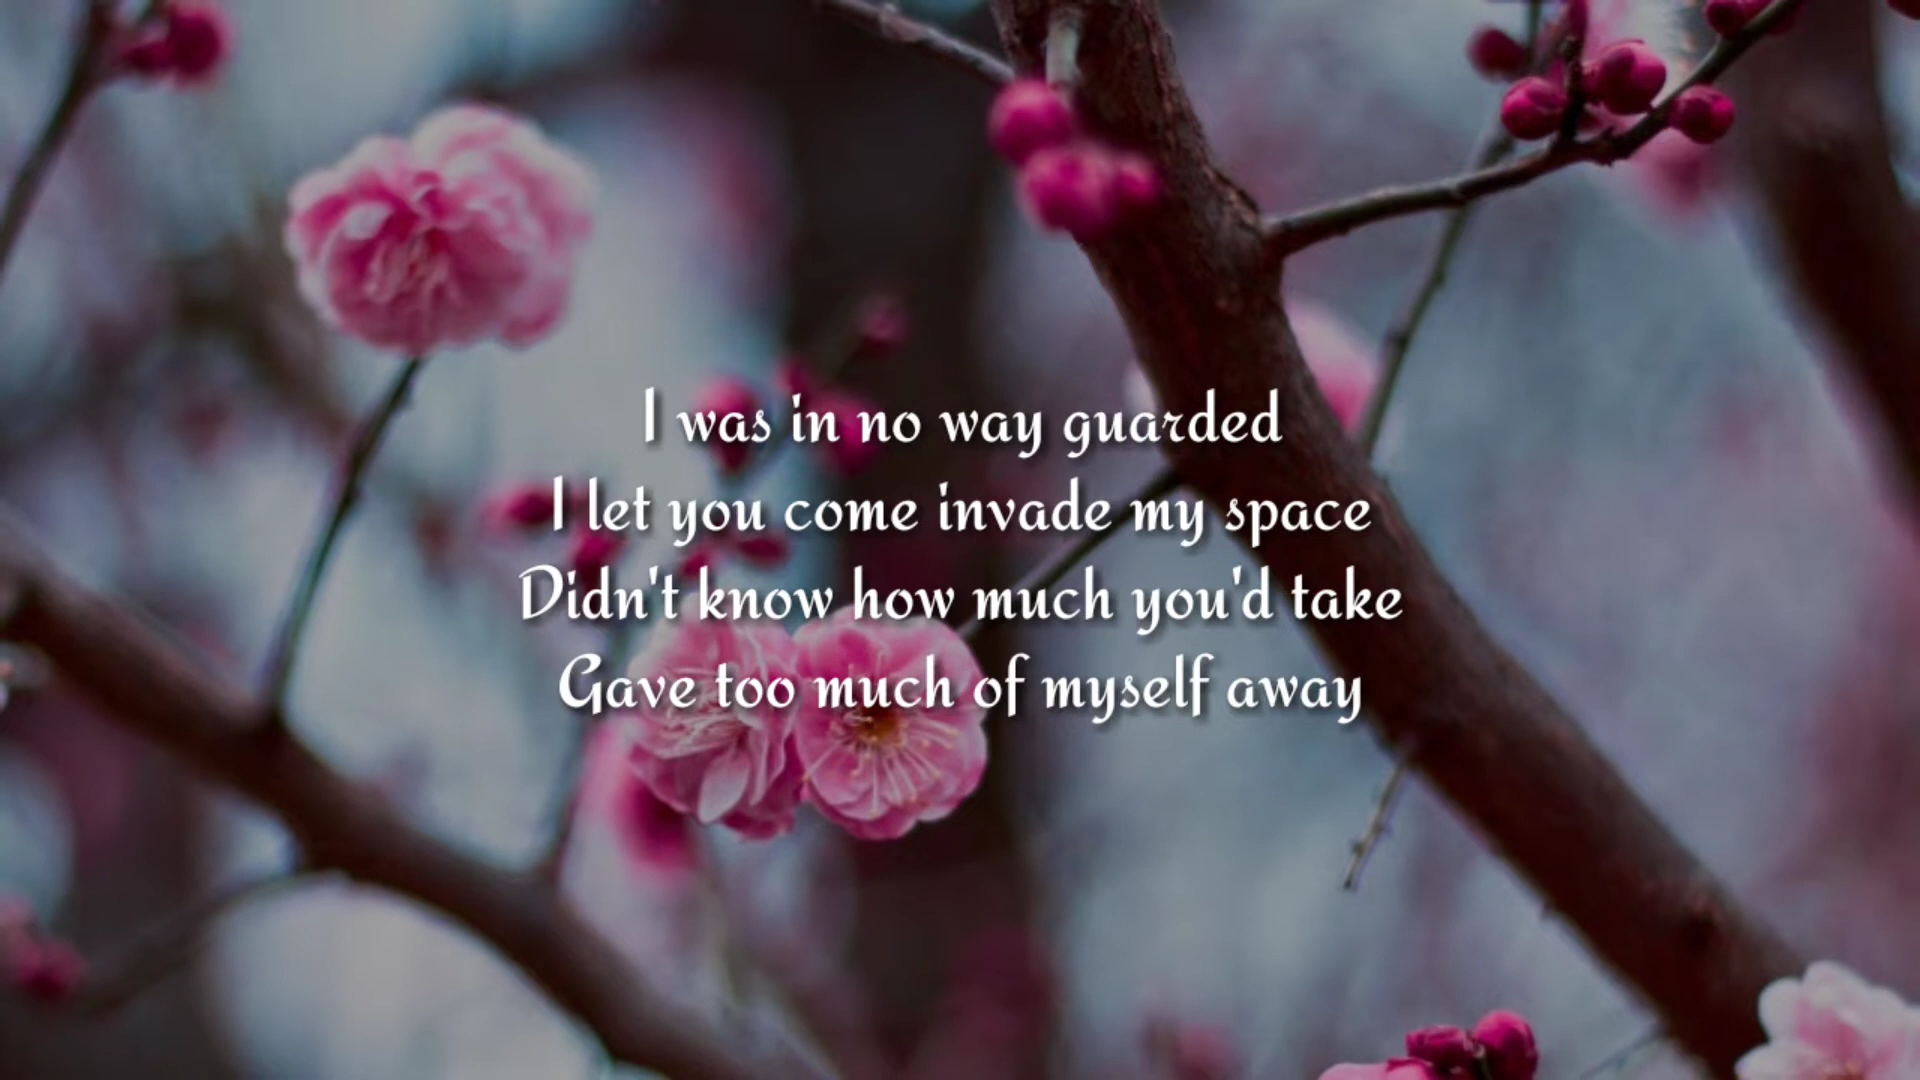 I was in no way guarded
I let you come invade my space
Didn't know how much you'd take
Gave too much of myself away